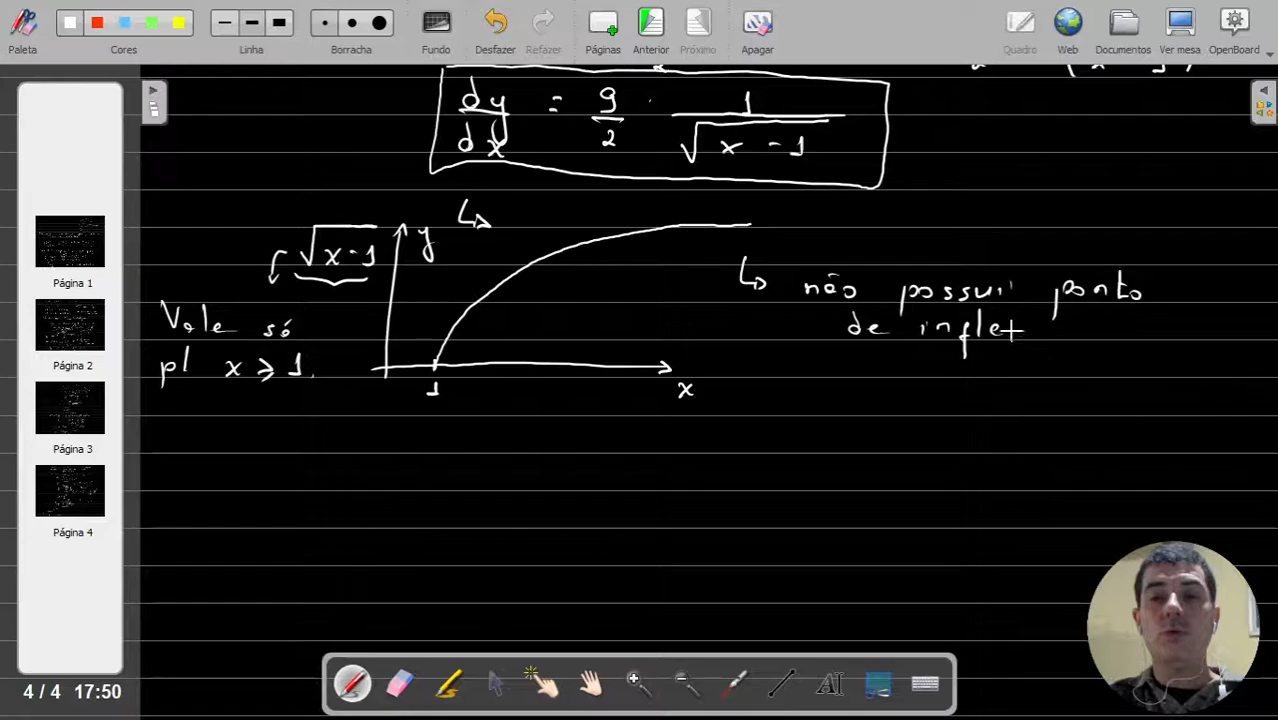 Paleta
Cores
Linha
Borracha
Fundo
Desfazer
Refazer
Páginas
Anterior
Próximo
Apagar
Quadro
Web
Documentos
Ver mesa
OpenBoard
dy/dx = 9/2 · 1/√(x - 1)
√(x-1)
y
Vale só
p/ x ⩾ 1.
1
x
↳ não possui ponto
de inflet
Página 1
Página 2
Página 3
Página 4
4 / 4 17:50
AI